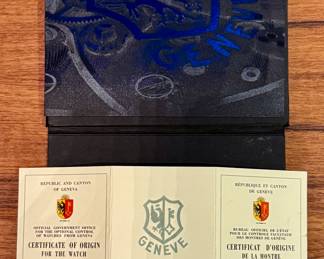 GENEV
REPUBLIC AND CANTON
OF GENEVA
OFFICIAL GOVERNMENT OFFICE
FOR THE OPTIONAL CONTROL
OF WATCHES FROM GENEVA
CERTIFICATE OF ORIGIN
FOR THE WATCH
GENEVE
RÉPUBLIQUE ET CANTON
DE GENÈVE
BUREAU OFFICIEL DE L'ÉTAT
POUR LE CONTRÔLE FACULTATIF
DES MONTRES DE GENÈVE
CERTIFICAT D'ORIGINE
DE LA MONTRE